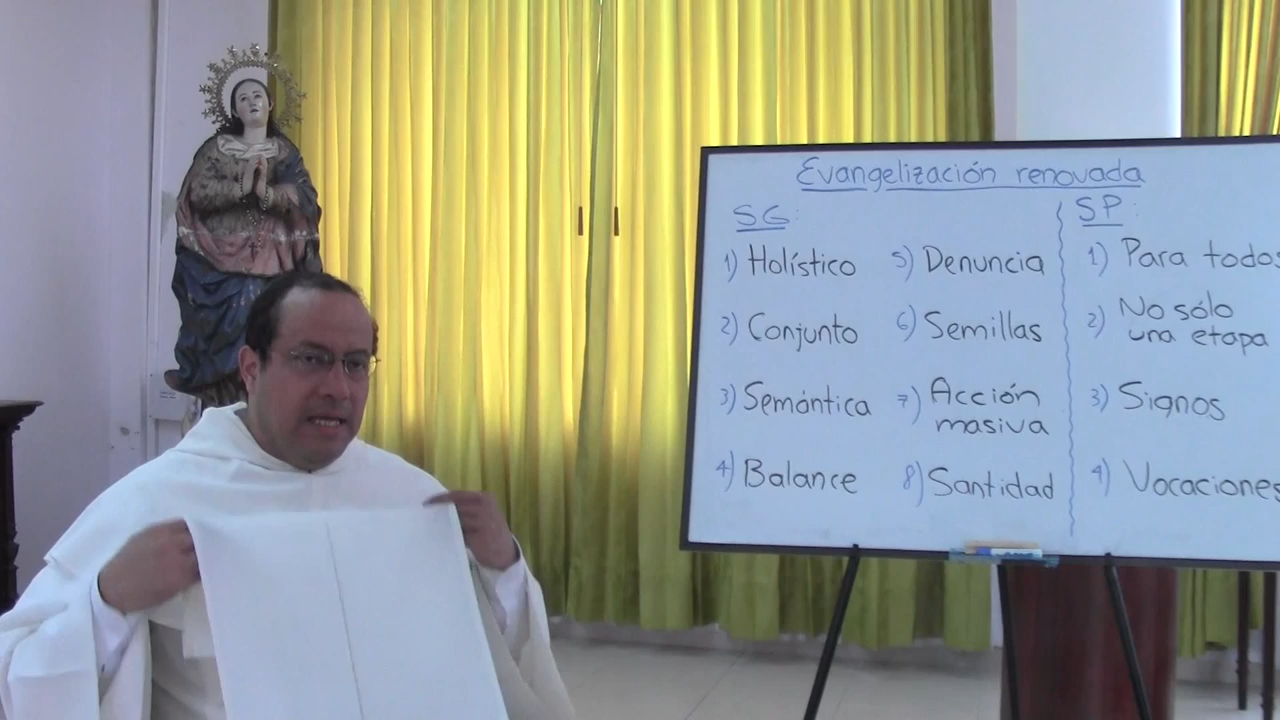 Evangelización renovada
SG:
1) Holístico
2) Conjunto
3) Semántica
4) Balance
5) Denuncia
6) Semillas
7) Acción
masiva
8) Santidad
SP:
1) Para todos
2) No sólo
una etapa
3) Signos
4) Vocaciones